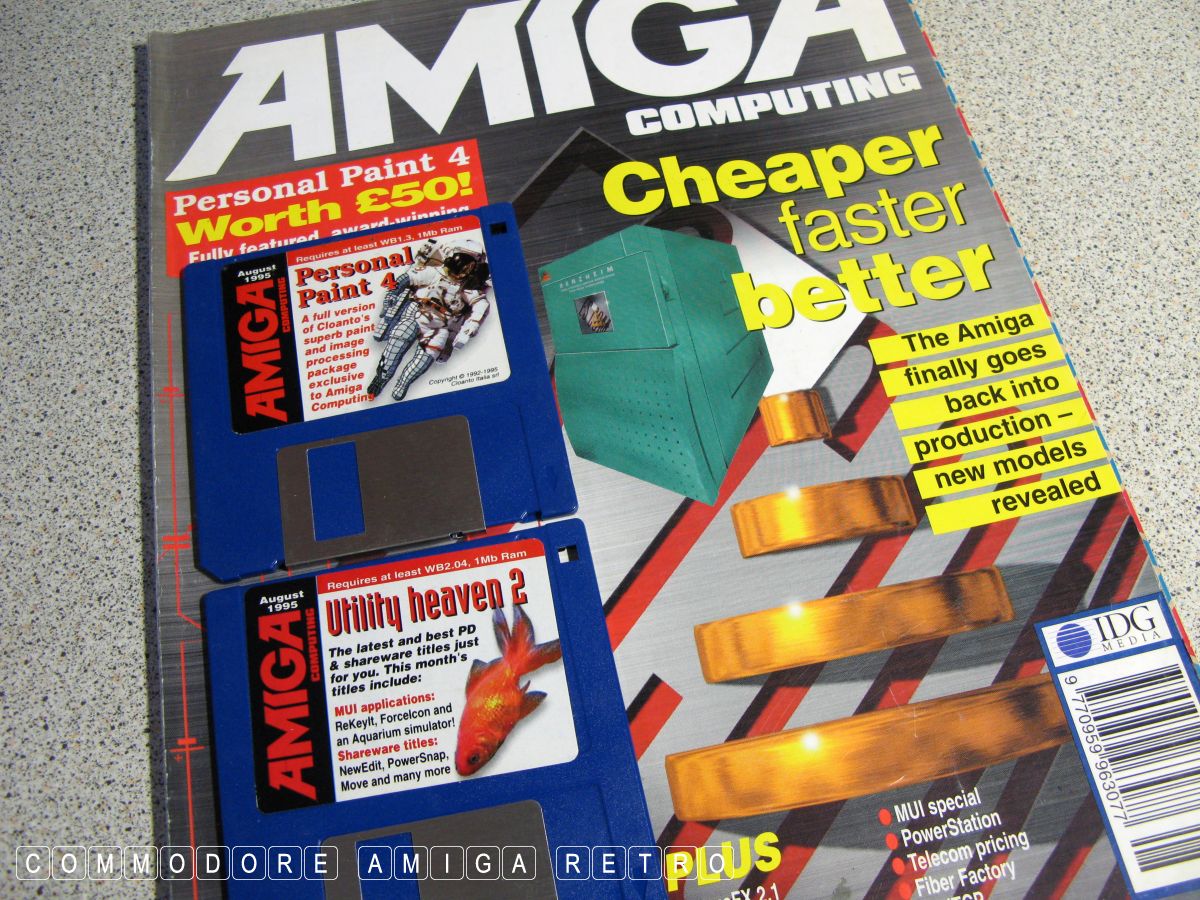 AMIGA
COMPUTING
Personal Paint 4
Worth £50!
Fully featured, award-winning
Cheaper
faster
better
The Amiga
finally goes
back into
production –
new models
revealed
August
1995
AMIGA
COMPUTING
Requires at least WB1.3, 1Mb Ram
Personal
Paint 4
A full version
of Cloanto's
superb paint
and image
processing
package
exclusive
to Amiga
Computing
Copyright © 1992-1995
Cloanto Italia srl
August
1995
AMIGA
COMPUTING
Requires at least WB2.04, 1Mb Ram
Utility heaven 2
The latest and best PD
& shareware titles just
for you. This month's
titles include:
MUI applications:
ReKeyIt, ForceIcon and
an Aquarium simulator!
Shareware titles:
NewEdit, PowerSnap,
Move and many more
IDG
MEDIA
9 770959 963077
PLUS
MUI special
PowerStation
Telecom pricing
Fiber Factory
COMMODORE AMIGA RETRO